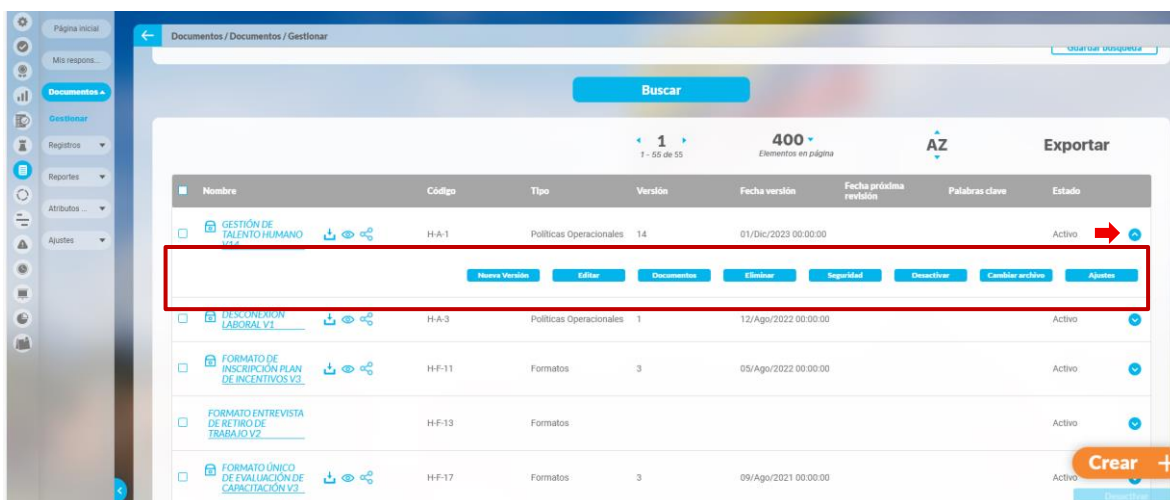 Página inicial
Documentos / Documentos / Gestionar
Guardar búsqueda
Mis respons...
Documentos
Buscar
Gestionar
Registros
1
400
AZ
Exportar
1 - 55 de 55
Elementos en página
Reportes
Nombre
Código
Tipo
Versión
Fecha versión
Fecha próxima
revisión
Palabras clave
Estado
Atributos ...
GESTIÓN DE
TALENTO HUMANO
V14
H-A-1
Políticas Operacionales
14
01/Dic/2023 00:00:00
Activo
Ajustes
Nueva Versión
Editar
Documentos
Eliminar
Seguridad
Desactivar
Cambiar archivo
Ajustes
DESCONEXIÓN
LABORAL V1
H-A-3
Políticas Operacionales
1
12/Ago/2022 00:00:00
Activo
FORMATO DE
INSCRIPCIÓN PLAN
DE INCENTIVOS V3
H-F-11
Formatos
3
05/Ago/2022 00:00:00
Activo
FORMATO ENTREVISTA
DE RETIRO DE
TRABAJO V2
H-F-13
Formatos
Activo
FORMATO ÚNICO
DE EVALUACIÓN DE
CAPACITACIÓN V3
H-F-17
Formatos
3
09/Ago/2021 00:00:00
Activo
Crear +
Desactivar